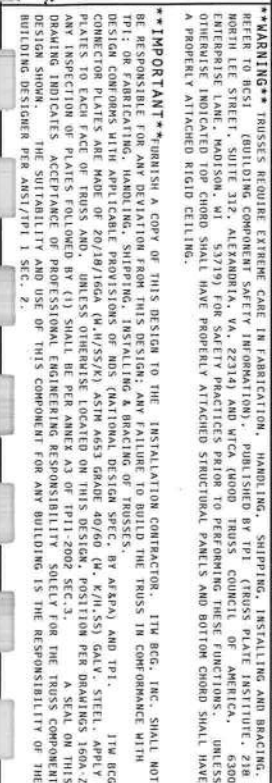 **WARNING** TRUSSES REQUIRE EXTREME CARE IN FABRICATION, HANDLING, SHIPPING, INSTALLING AND BRACING.
REFER TO BCSI (BUILDING COMPONENT SAFETY INFORMATION), PUBLISHED BY TPI (TRUSS PLATE INSTITUTE, 218
NORTH LEE STREET, SUITE 312, ALEXANDRIA, VA, 22314) AND WTCA (WOOD TRUSS COUNCIL OF AMERICA, 6300
ENTERPRISE LANE, MADISON, WI 53719) FOR SAFETY PRACTICES PRIOR TO PERFORMING THESE FUNCTIONS. UNLESS
OTHERWISE INDICATED TOP CHORD SHALL HAVE PROPERLY ATTACHED STRUCTURAL PANELS AND BOTTOM CHORD SHALL HAVE
A PROPERLY ATTACHED RIGID CEILING.
**IMPORTANT**FURNISH A COPY OF THIS DESIGN TO THE INSTALLATION CONTRACTOR. ITW BCG, INC. SHALL NOT
BE RESPONSIBLE FOR ANY DEVIATION FROM THIS DESIGN; ANY FAILURE TO BUILD THE TRUSS IN CONFORMANCE WITH
TPI; OR FABRICATING, HANDLING, SHIPPING, INSTALLING & BRACING OF TRUSSES.
DESIGN CONFORMS WITH APPLICABLE PROVISIONS OF NDS (NATIONAL DESIGN SPEC, BY AF&PA) AND TPI. ITW BCG
CONNECTOR PLATES ARE MADE OF 20/18/16GA (W.H/SS/K) ASTM A653 GRADE 40/60 (W. K/H.SS) GALV. STEEL. APPLY
PLATES TO EACH FACE OF TRUSS AND, UNLESS OTHERWISE LOCATED ON THIS DESIGN, POSITION PER DRAWINGS 160A-Z.
ANY INSPECTION OF PLATES FOLLOWED BY (I) SHALL BE PER ANNEX A3 OF TPI1-2002 SEC.3. A SEAL ON THIS
DRAWING INDICATES ACCEPTANCE OF PROFESSIONAL ENGINEERING RESPONSIBILITY SOLELY FOR THE TRUSS COMPONENT
DESIGN SHOWN. THE SUITABILITY AND USE OF THIS COMPONENT FOR ANY BUILDING IS THE RESPONSIBILITY OF THE
BUILDING DESIGNER PER ANSI/TPI 1 SEC. 2.